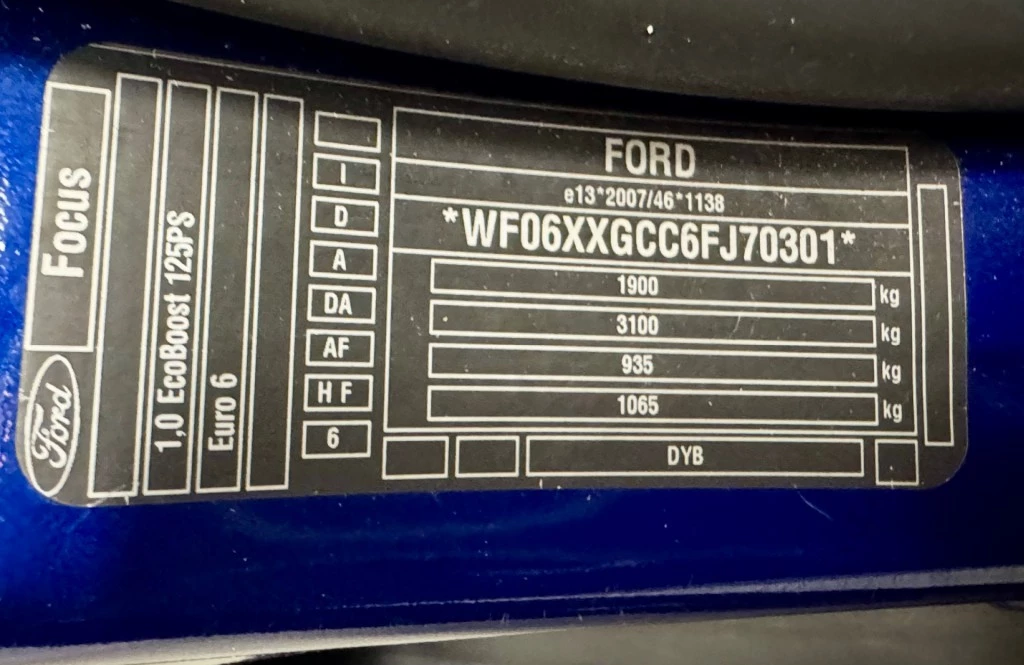 Ford
Focus
1,0 EcoBoost 125PS
Euro 6
I
D
A
DA
AF
H F
6
FORD
e13*2007/46*1138
*WF06XXGCC6FJ70301*
1900 kg
3100 kg
935 kg
1065 kg
DYB